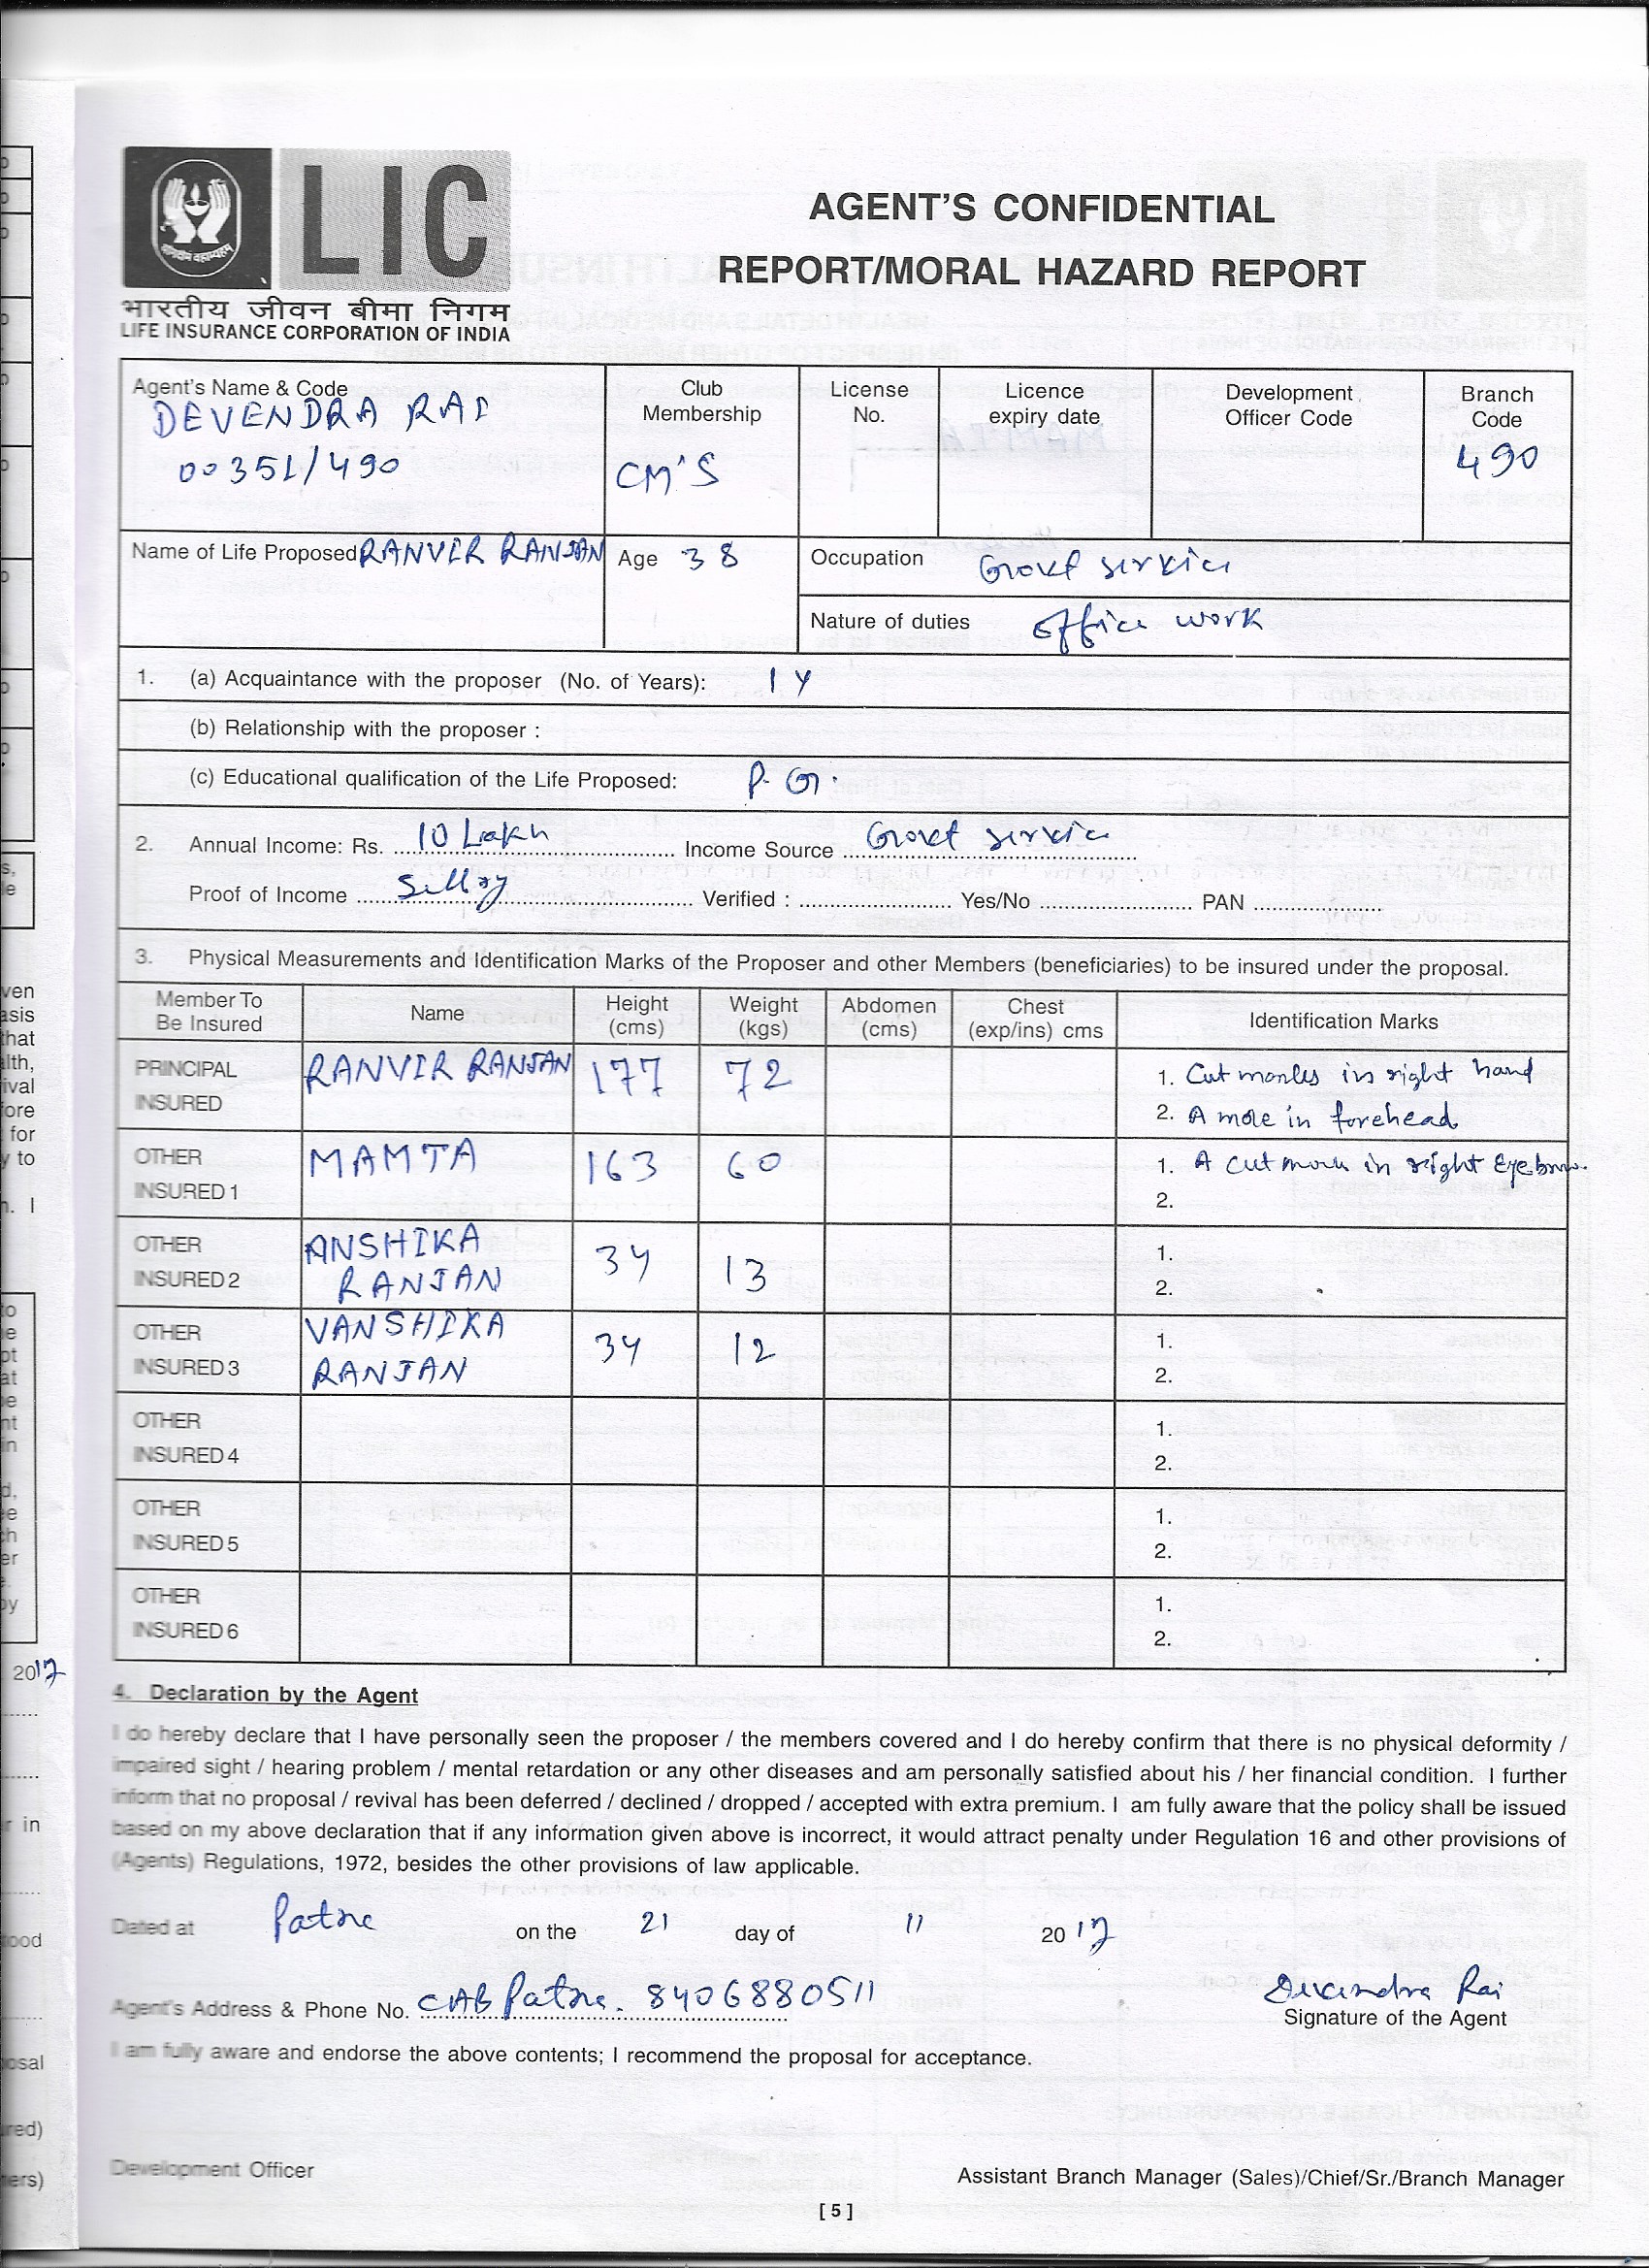 LIC
भारतीय जीवन बीमा निगम
LIFE INSURANCE CORPORATION OF INDIA
AGENT'S CONFIDENTIAL
REPORT/MORAL HAZARD REPORT
Agent's Name & Code
DEVENDRA RAI
00351/490
Club
Membership
CM'S
License
No.
Licence
expiry date
Development
Officer Code
Branch
Code
490
Name of Life Proposed RANVIR RANJAN
Age 38
Occupation Govt service
Nature of duties office work
1. (a) Acquaintance with the proposer (No. of Years): 1 Y
(b) Relationship with the proposer :
(c) Educational qualification of the Life Proposed: P.G.
2. Annual Income: Rs. 10 Lakh Income Source Govt service
Proof of Income Sellry Verified : Yes/No PAN
3. Physical Measurements and Identification Marks of the Proposer and other Members (beneficiaries) to be insured under the proposal.
Member To Be Insured Name Height (cms) Weight (kgs) Abdomen (cms) Chest (exp/ins) cms Identification Marks
PRINCIPAL INSURED RANVIR RANJAN 177 72 1. Cut marks in right hand
2. A mole in forehead
OTHER INSURED 1 MAMTA 163 60 1. A cut mark in right Eyebrow.
2.
OTHER INSURED 2 ANSHIKA RANJAN 34 13 1.
2.
OTHER INSURED 3 VANSHIKA RANJAN 34 12 1.
2.
OTHER INSURED 4 1.
2.
OTHER INSURED 5 1.
2.
OTHER INSURED 6 1.
2.
4. Declaration by the Agent
I do hereby declare that I have personally seen the proposer / the members covered and I do hereby confirm that there is no physical deformity /
impaired sight / hearing problem / mental retardation or any other diseases and am personally satisfied about his / her financial condition. I further
inform that no proposal / revival has been deferred / declined / dropped / accepted with extra premium. I am fully aware that the policy shall be issued
based on my above declaration that if any information given above is incorrect, it would attract penalty under Regulation 16 and other provisions of
(Agents) Regulations, 1972, besides the other provisions of law applicable.
Dated at Patna on the 21 day of 11 2017
Agent's Address & Phone No. CAB Patna. 8406880511
Devendra Rai
Signature of the Agent
I am fully aware and endorse the above contents; I recommend the proposal for acceptance.
Development Officer
Assistant Branch Manager (Sales)/Chief/Sr./Branch Manager
[ 5 ]